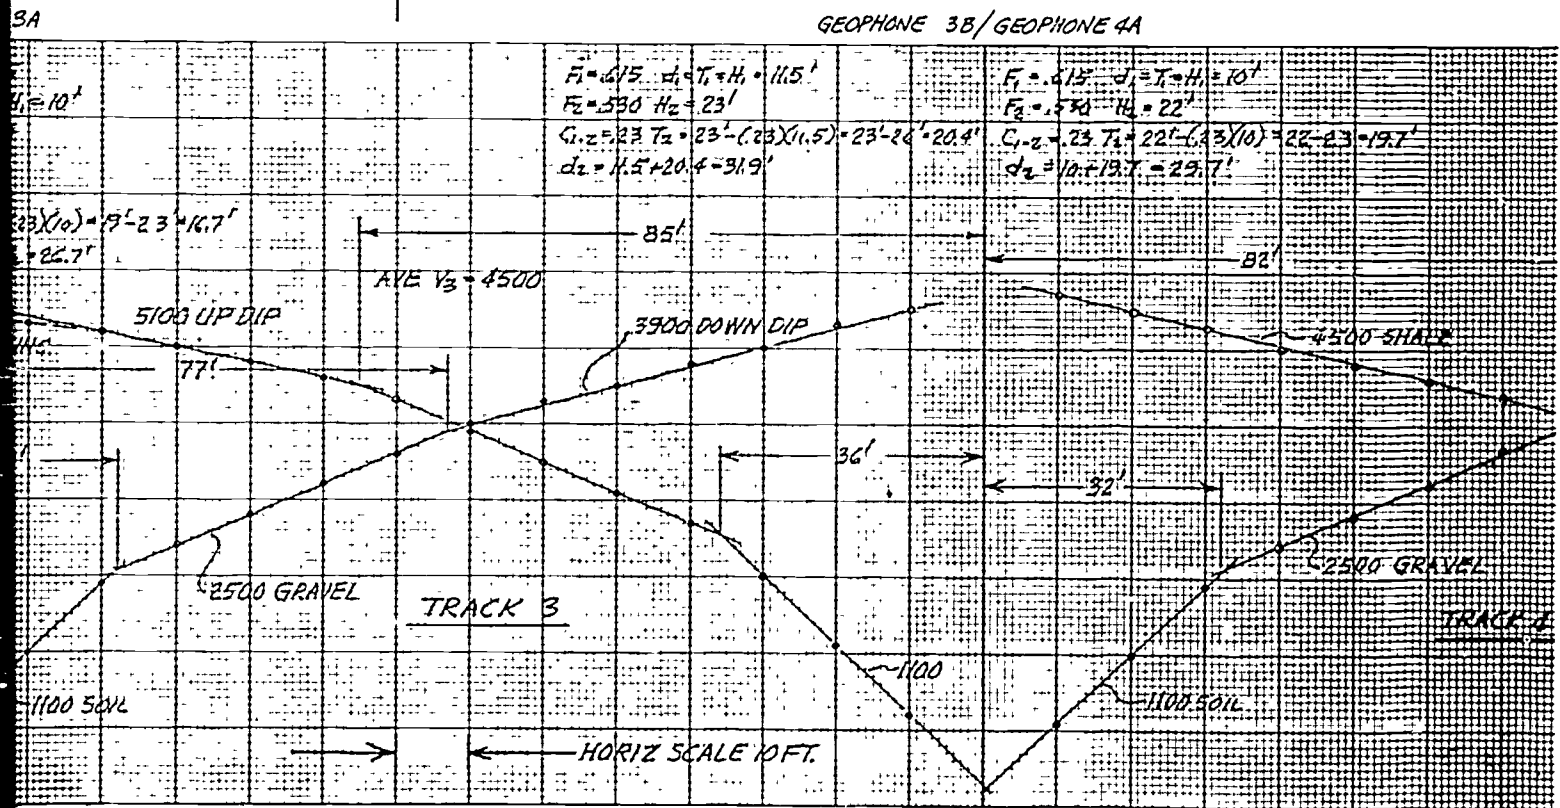 3A
GEOPHONE 3B/GEOPHONE 4A
H₁ = 10'
F₁ = .615 d₁ = T₁ = H₁ = 11.5'
F₂ = .530 H₂ = 23'
C₁₋₂ = .23 T₂ = 23' - (.23)(11.5) = 23' - 2.6' = 20.4'
d₂ = 11.5 + 20.4 = 31.9'
F₁ = .615 d₁ = T = H₁ = 10'
F₂ = .530 H₂ = 22'
C₁₋₂ = .23 T₂ = 22' - (.23)(10) = 22 - 2.3 = 19.7'
d₂ = 10 + 19.7 = 29.7'
23)(10) = 19' - 2.3' = 16.7'
= 26.7'
85'
82'
AVE V₃ = 4500
5100 UP DIP
3900 DOWN DIP
4500 SHALE
77'
36'
32'
2500 GRAVEL
2500 GRAVEL
TRACK 3
TRACK 4
1100
1100 SOIL
1100 SOIL
HORIZ SCALE 10 FT.